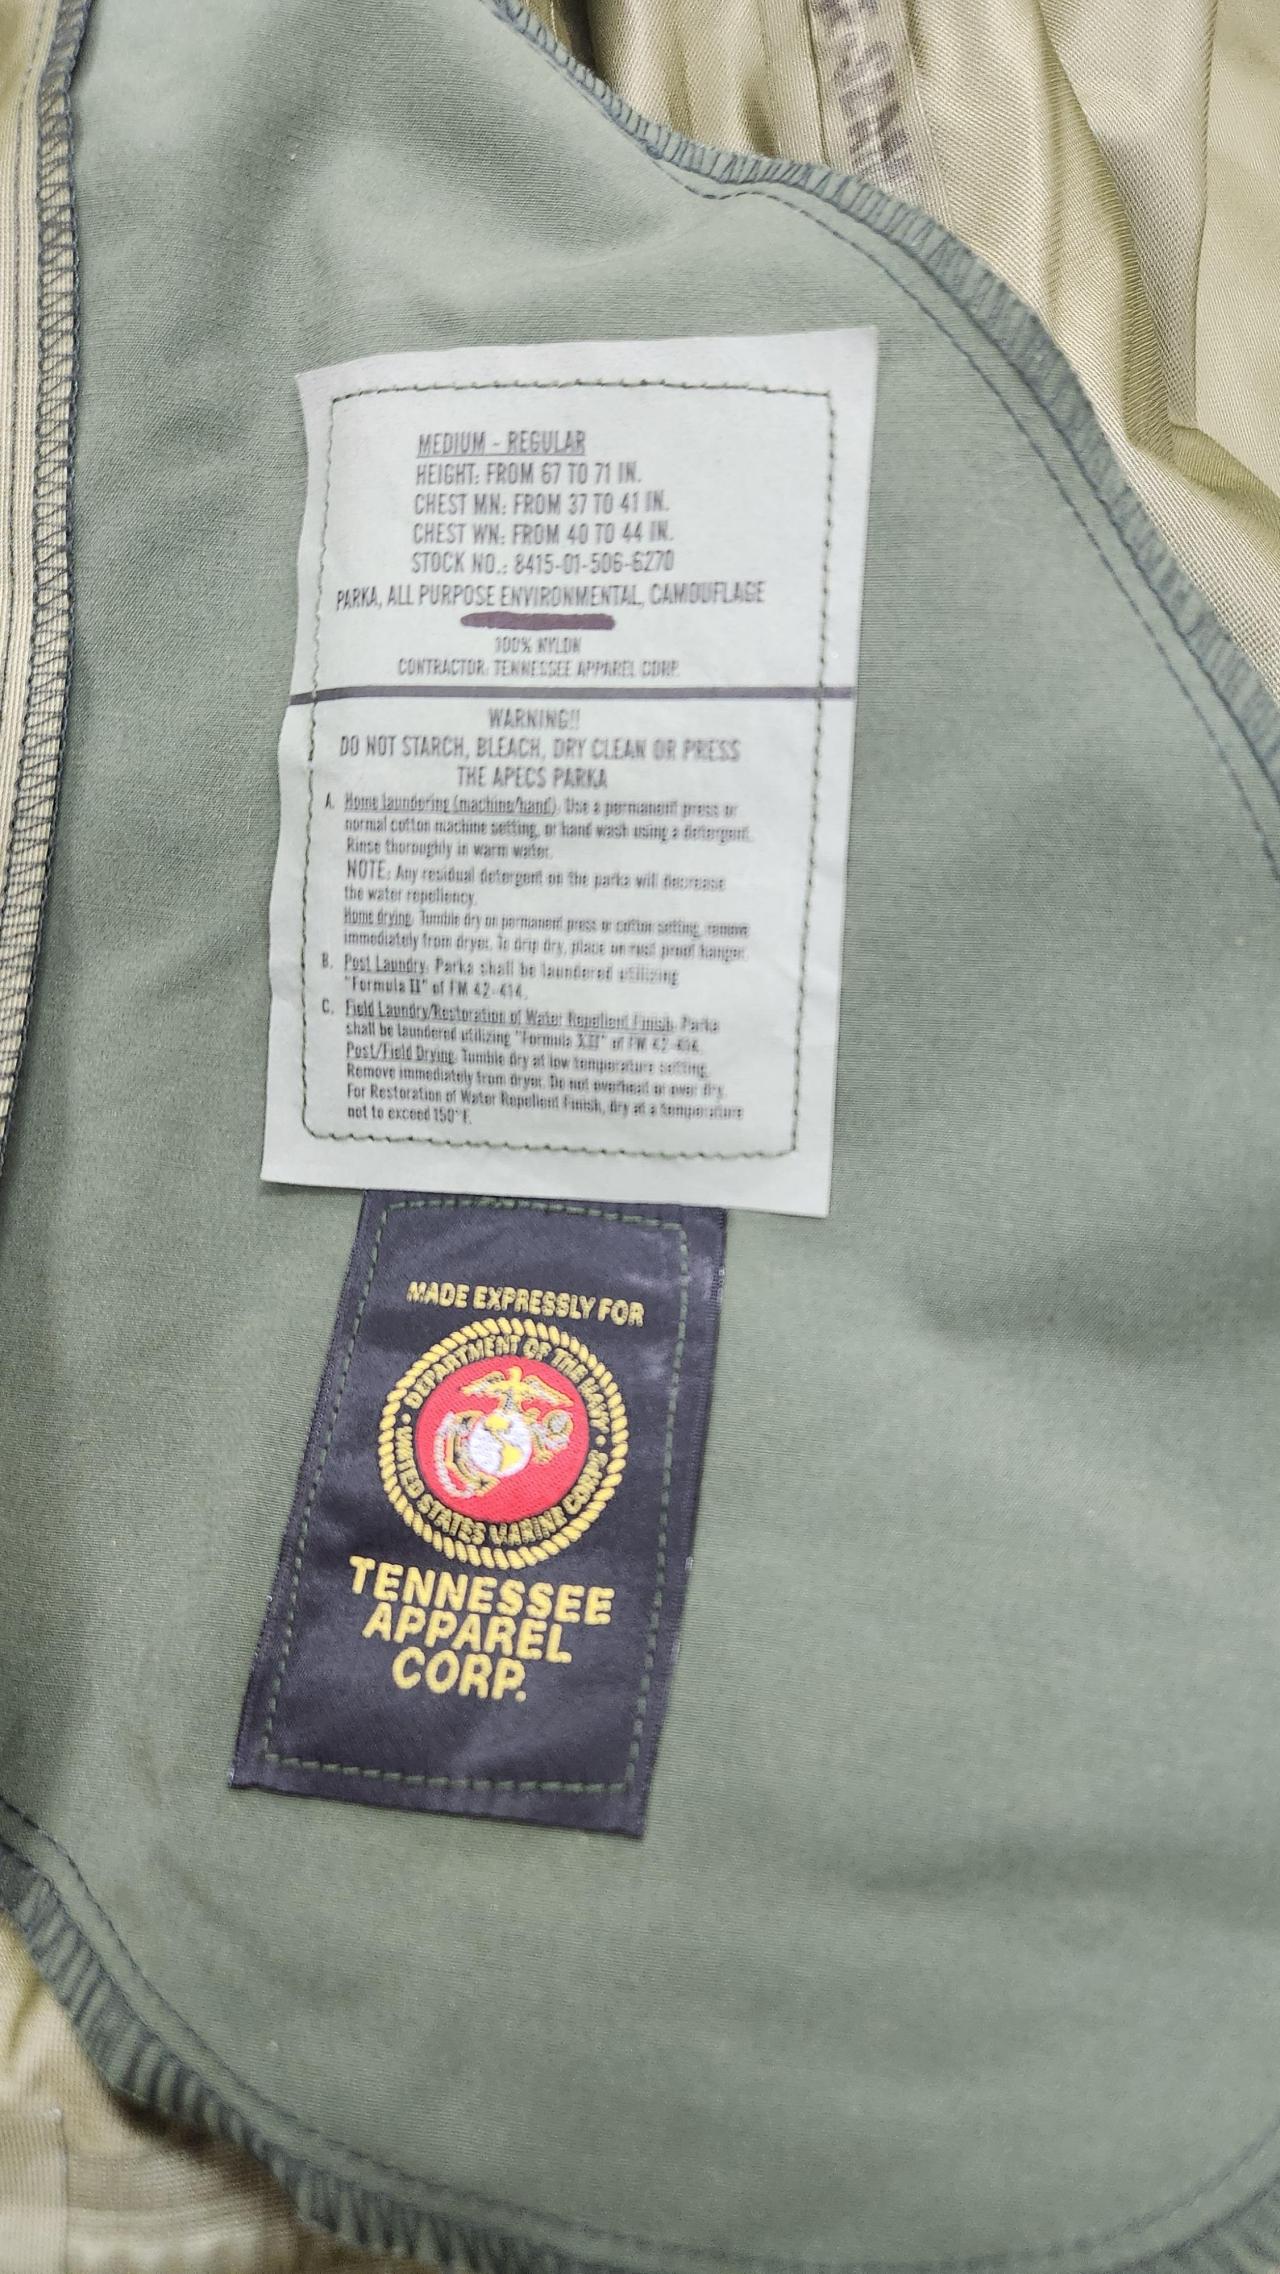 MEDIUM - REGULAR
HEIGHT: FROM 67 TO 71 IN.
CHEST MN: FROM 37 TO 41 IN.
CHEST WN: FROM 40 TO 44 IN.
STOCK NO.: 8415-01-506-6270
PARKA, ALL PURPOSE ENVIRONMENTAL, CAMOUFLAGE
100% NYLON
CONTRACTOR: TENNESSEE APPAREL CORP.
WARNING!!
DO NOT STARCH, BLEACH, DRY CLEAN OR PRESS
THE APECS PARKA
A. Home laundering (machine/hand). Use a permanent press or
normal cotton machine setting, or hand wash using a detergent.
Rinse thoroughly in warm water.
NOTE: Any residual detergent on the parka will decrease
the water repellency.
Home drying. Tumble dry on permanent press or cotton setting, remove
immediately from dryer. To drip dry, place on rust proof hanger.
B. Post Laundry. Parka shall be laundered utilizing
"Formula II" of FM 42-414.
C. Field Laundry/Restoration of Water Repellent Finish. Parka
shall be laundered utilizing "Formula XII" of FM 42-414.
Post/Field Drying. Tumble dry at low temperature setting.
Remove immediately from dryer. Do not overheat or over dry.
For Restoration of Water Repellent Finish, dry at a temperature
not to exceed 150°F.
MADE EXPRESSLY FOR
DEPARTMENT OF THE NAVY
UNITED STATES MARINE CORPS
TENNESSEE
APPAREL
CORP.